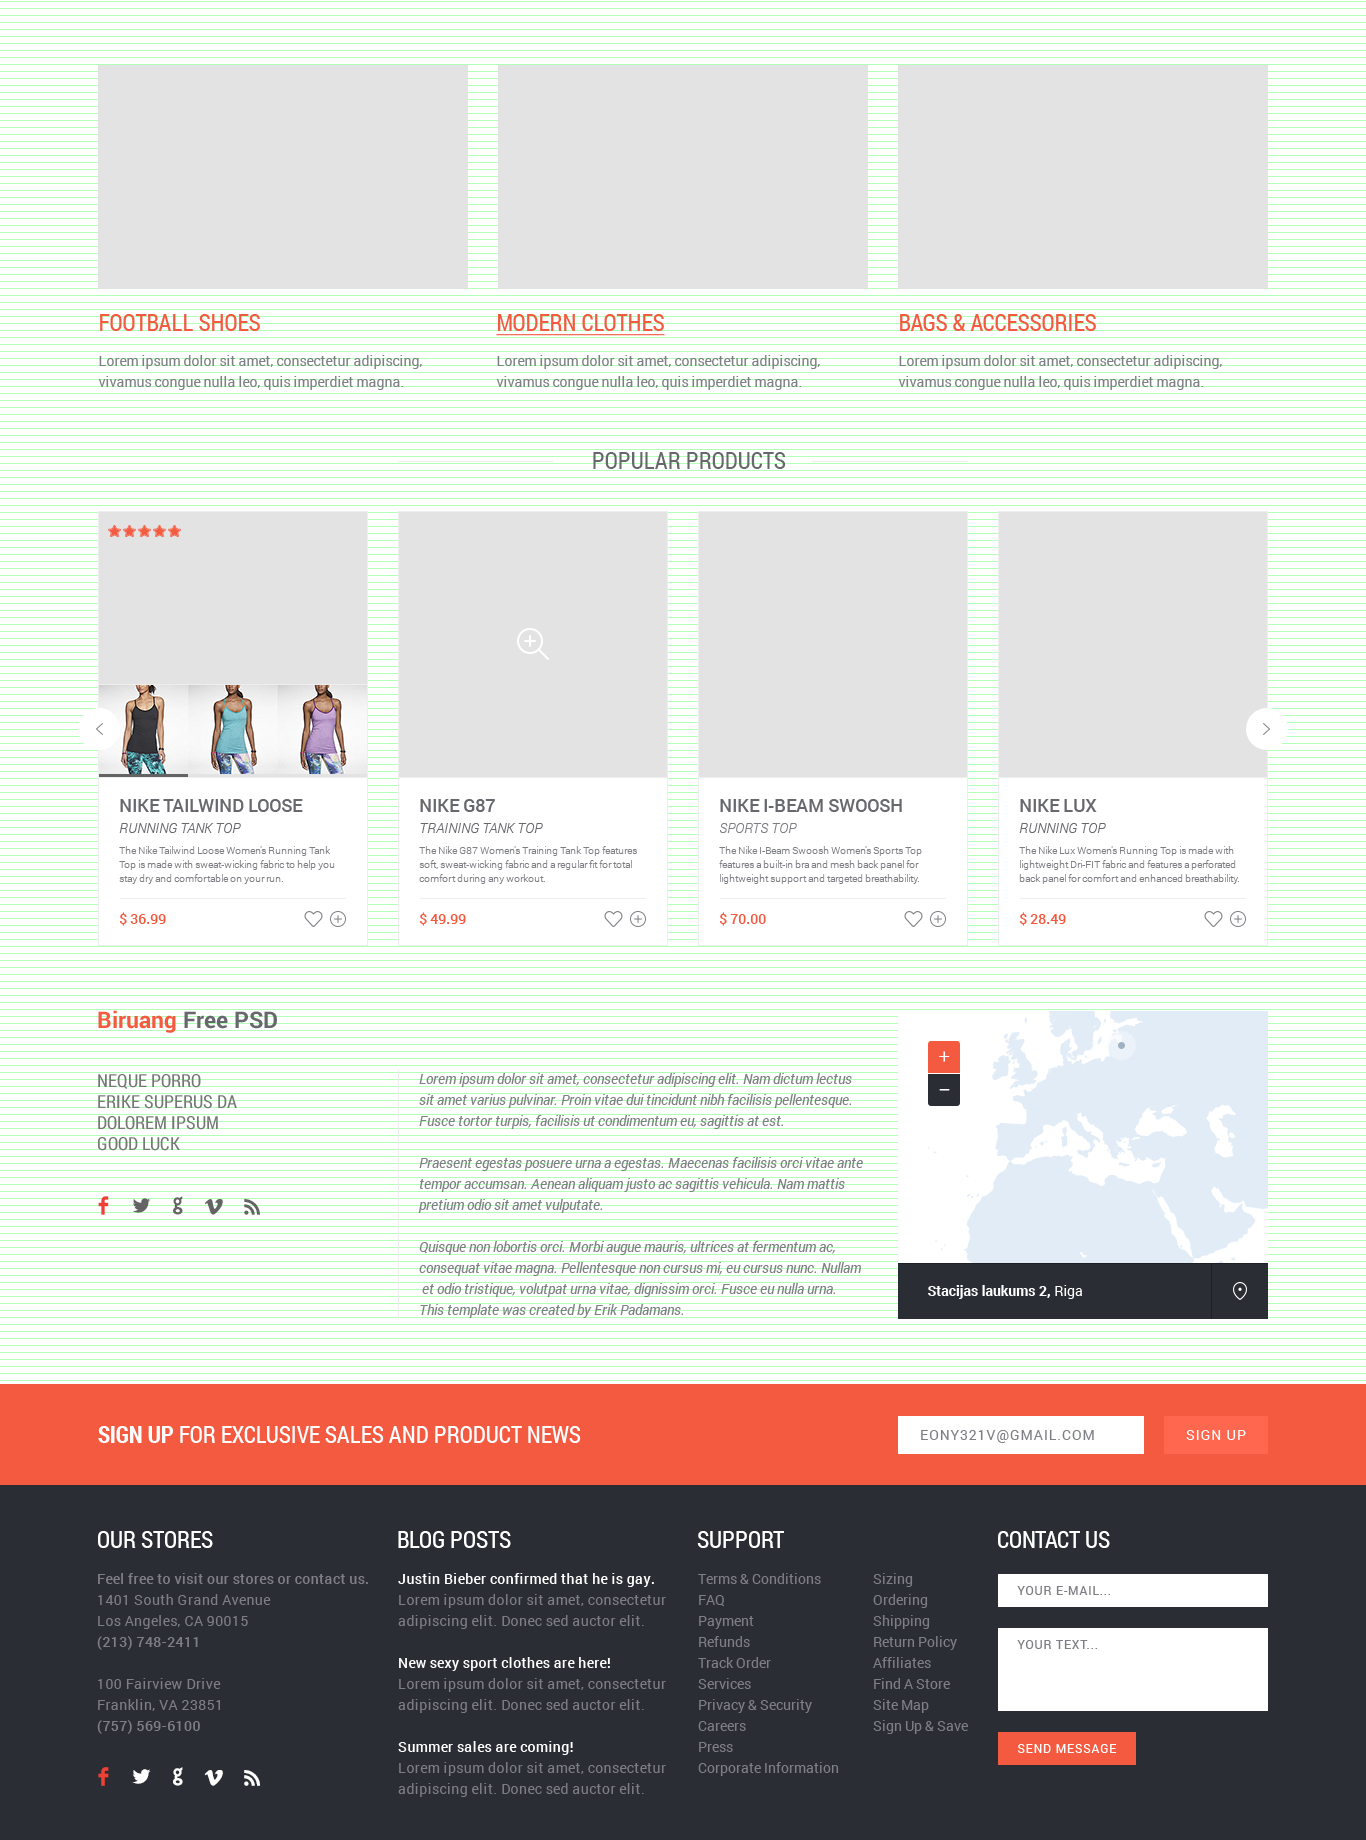 FOOTBALL SHOES
Lorem ipsum dolor sit amet, consectetur adipiscing,
vivamus congue nulla leo, quis imperdiet magna.
MODERN CLOTHES
Lorem ipsum dolor sit amet, consectetur adipiscing,
vivamus congue nulla leo, quis imperdiet magna.
BAGS & ACCESSORIES
Lorem ipsum dolor sit amet, consectetur adipiscing,
vivamus congue nulla leo, quis imperdiet magna.
POPULAR PRODUCTS
NIKE TAILWIND LOOSE
RUNNING TANK TOP
The Nike Tailwind Loose Women's Running Tank
Top is made with sweat-wicking fabric to help you
stay dry and comfortable on your run.
$ 36.99
NIKE G87
TRAINING TANK TOP
The Nike G87 Women's Training Tank Top features
soft, sweat-wicking fabric and a regular fit for total
comfort during any workout.
$ 49.99
NIKE I-BEAM SWOOSH
SPORTS TOP
The Nike I-Beam Swoosh Women's Sports Top
features a built-in bra and mesh back panel for
lightweight support and targeted breathability.
$ 70.00
NIKE LUX
RUNNING TOP
The Nike Lux Women's Running Top is made with
lightweight Dri-FIT fabric and features a perforated
back panel for comfort and enhanced breathability.
$ 28.49
Biruang Free PSD
NEQUE PORRO
ERIKE SUPERUS DA
DOLOREM IPSUM
GOOD LUCK
Lorem ipsum dolor sit amet, consectetur adipiscing elit. Nam dictum lectus
sit amet varius pulvinar. Proin vitae dui tincidunt nibh facilisis pellentesque.
Fusce tortor turpis, facilisis ut condimentum eu, sagittis at est.
Praesent egestas posuere urna a egestas. Maecenas facilisis orci vitae ante
tempor accumsan. Aenean aliquam justo ac sagittis vehicula. Nam mattis
pretium odio sit amet vulputate.
Quisque non lobortis orci. Morbi augue mauris, ultrices at fermentum ac,
consequat vitae magna. Pellentesque non cursus mi, eu cursus nunc. Nullam
et odio tristique, volutpat urna vitae, dignissim orci. Fusce eu nulla urna.
This template was created by Erik Padamans.
+
−
Stacijas laukums 2, Riga
SIGN UP FOR EXCLUSIVE SALES AND PRODUCT NEWS
EONY321V@GMAIL.COM
SIGN UP
OUR STORES
Feel free to visit our stores or contact us.
1401 South Grand Avenue
Los Angeles, CA 90015
(213) 748-2411
100 Fairview Drive
Franklin, VA 23851
(757) 569-6100
BLOG POSTS
Justin Bieber confirmed that he is gay.
Lorem ipsum dolor sit amet, consectetur
adipiscing elit. Donec sed auctor elit.
New sexy sport clothes are here!
Lorem ipsum dolor sit amet, consectetur
adipiscing elit. Donec sed auctor elit.
Summer sales are coming!
Lorem ipsum dolor sit amet, consectetur
adipiscing elit. Donec sed auctor elit.
SUPPORT
Terms & Conditions
FAQ
Payment
Refunds
Track Order
Services
Privacy & Security
Careers
Press
Corporate Information
Sizing
Ordering
Shipping
Return Policy
Affiliates
Find A Store
Site Map
Sign Up & Save
CONTACT US
YOUR E-MAIL...
YOUR TEXT...
SEND MESSAGE